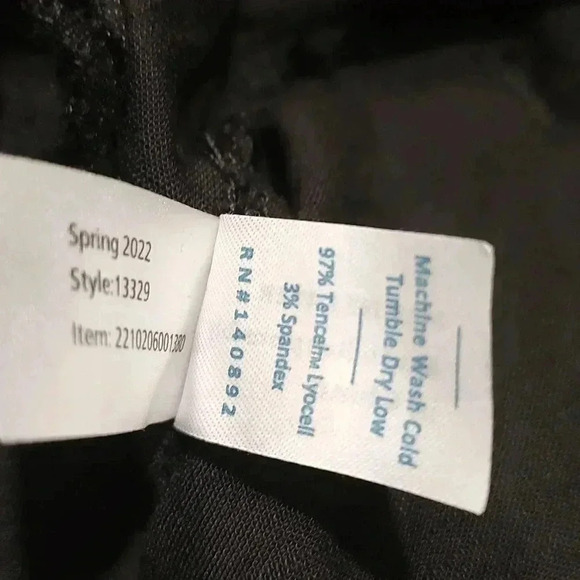 Spring 2022
Style:13329
Item: 2210206001380
Machine Wash Cold
Tumble Dry Low
97% Tencel™ Lyocell
3% Spandex
RN#140892